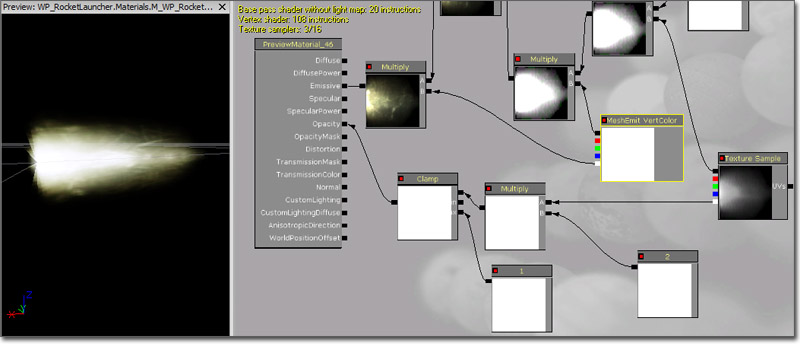 Preview: WP_RocketLauncher.Materials.M_WP_Rocket...
Base pass shader without light map: 20 instructions
Vertex shader: 108 instructions
Texture samplers: 3/16
PreviewMaterial_46
Diffuse
DiffusePower
Emissive
Specular
SpecularPower
Opacity
OpacityMask
Distortion
TransmissionMask
TransmissionColor
Normal
CustomLighting
CustomLightingDiffuse
AnisotropicDirection
WorldPositionOffset
Multiply
A
B
Multiply
A
B
A
B
MeshEmit VertColor
Texture Sample
UVs
Clamp
Multiply
A
B
1
2
Z
X